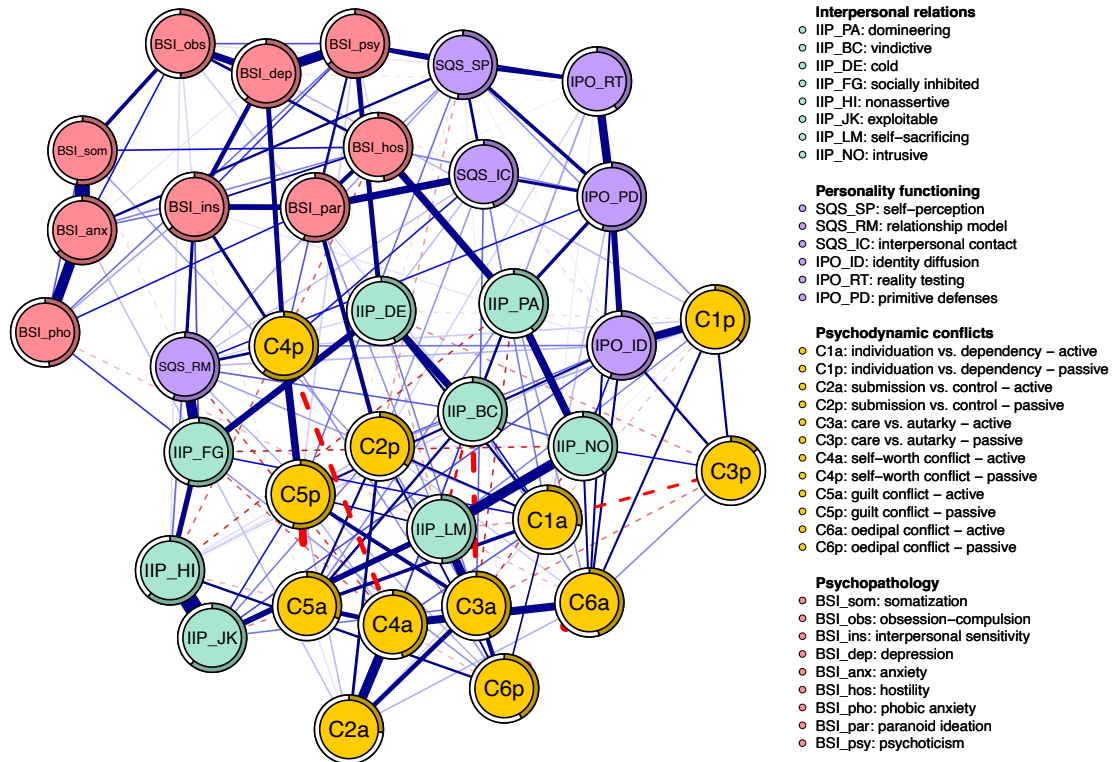 BSI_obs
BSI_psy
BSI_dep
SQS_SP
IPO_RT
BSI_som
BSI_hos
SQS_IC
IPO_PD
BSI_ins
BSI_par
BSI_anx
BSI_pho
IIP_DE
IIP_PA
C1p
C4p
IPO_ID
SQS_RM
IIP_BC
C2p
IIP_NO
IIP_FG
C3p
C5p
C1a
IIP_LM
IIP_HI
C5a
C3a
C6a
C4a
IIP_JK
C6p
C2a
Interpersonal relations
IIP_PA: domineering
IIP_BC: vindictive
IIP_DE: cold
IIP_FG: socially inhibited
IIP_HI: nonassertive
IIP_JK: exploitable
IIP_LM: self−sacrificing
IIP_NO: intrusive
Personality functioning
SQS_SP: self−perception
SQS_RM: relationship model
SQS_IC: interpersonal contact
IPO_ID: identity diffusion
IPO_RT: reality testing
IPO_PD: primitive defenses
Psychodynamic conflicts
C1a: individuation vs. dependency − active
C1p: individuation vs. dependency − passive
C2a: submission vs. control − active
C2p: submission vs. control − passive
C3a: care vs. autarky − active
C3p: care vs. autarky − passive
C4a: self−worth conflict − active
C4p: self−worth conflict − passive
C5a: guilt conflict − active
C5p: guilt conflict − passive
C6a: oedipal conflict − active
C6p: oedipal conflict − passive
Psychopathology
BSI_som: somatization
BSI_obs: obsession−compulsion
BSI_ins: interpersonal sensitivity
BSI_dep: depression
BSI_anx: anxiety
BSI_hos: hostility
BSI_pho: phobic anxiety
BSI_par: paranoid ideation
BSI_psy: psychoticism